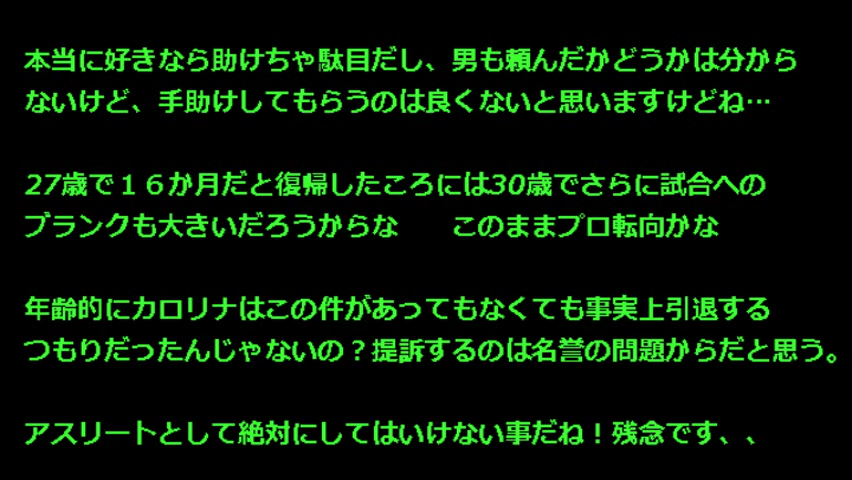 本当に好きなら助けちゃ駄目だし、男も頼んだかどうかは分から
ないけど、手助けしてもらうのは良くないと思いますけどね…
27歳で１６か月だと復帰したころには30歳でさらに試合への
ブランクも大きいだろうからな　　このままプロ転向かな
年齢的にカロリナはこの件があってもなくても事実上引退する
つもりだったんじゃないの？提訴するのは名誉の問題からだと思う。
アスリートとして絶対にしてはいけない事だね！残念です、、